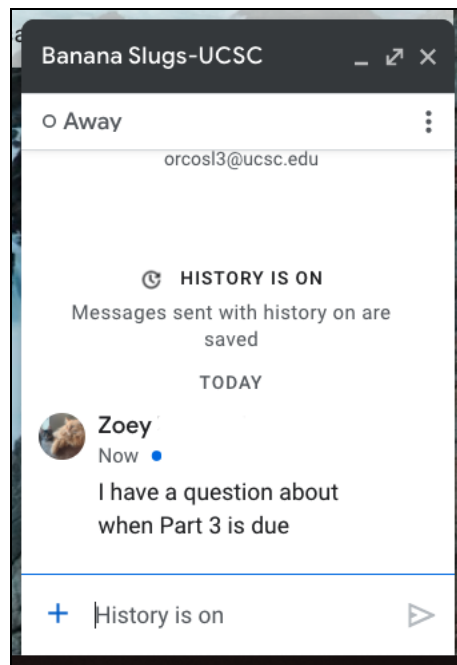 Banana Slugs-UCSC
Away
orcosl3@ucsc.edu
HISTORY IS ON
Messages sent with history on are
saved
TODAY
Zoey
Now
I have a question about
when Part 3 is due
History is on